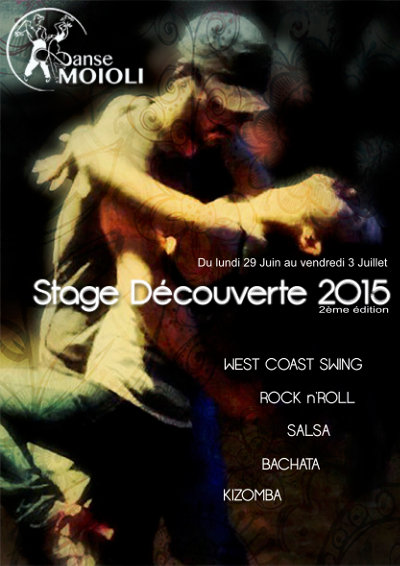 Danse
MOIOLI
Du lundi 29 Juin au vendredi 3 Juillet
Stage Découverte 2015
2ème édition
WEST COAST SWING
ROCK n'ROLL
SALSA
BACHATA
KIZOMBA